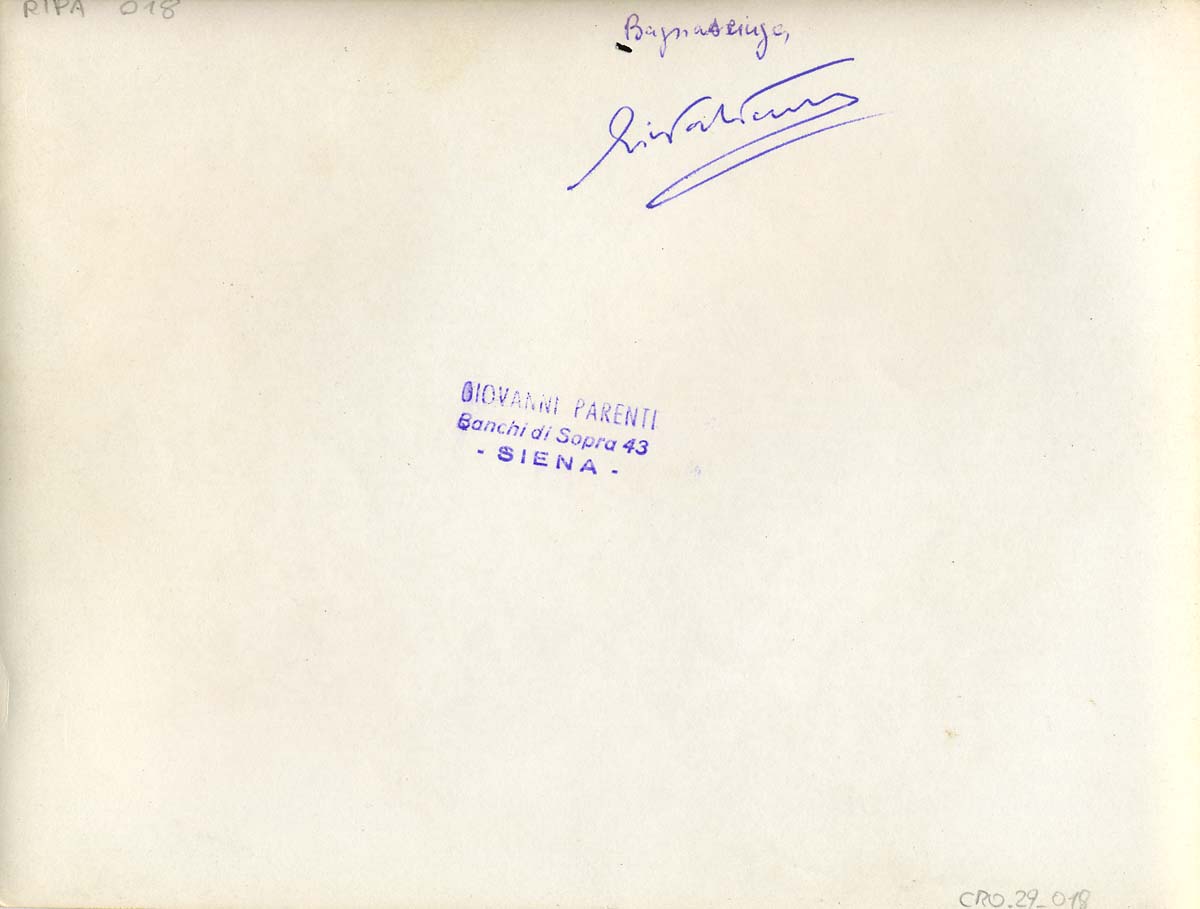 RIPA 018
GIOVANNI PARENTI
Banchi di Sopra 43
- SIENA -
CRO.29_018